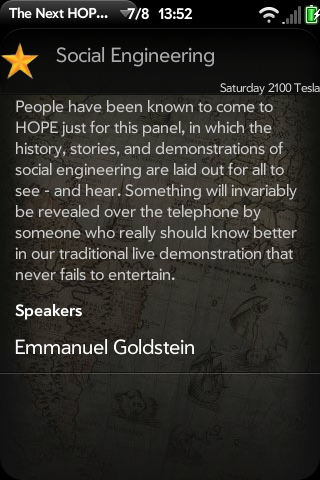 The Next HOP... 7/8 13:52
Social Engineering
Saturday 2100 Tesla
People have been known to come to
HOPE just for this panel, in which the
history, stories, and demonstrations of
social engineering are laid out for all to
see - and hear. Something will invariably
be revealed over the telephone by
someone who really should know better
in our traditional live demonstration that
never fails to entertain.
Speakers
Emmanuel Goldstein